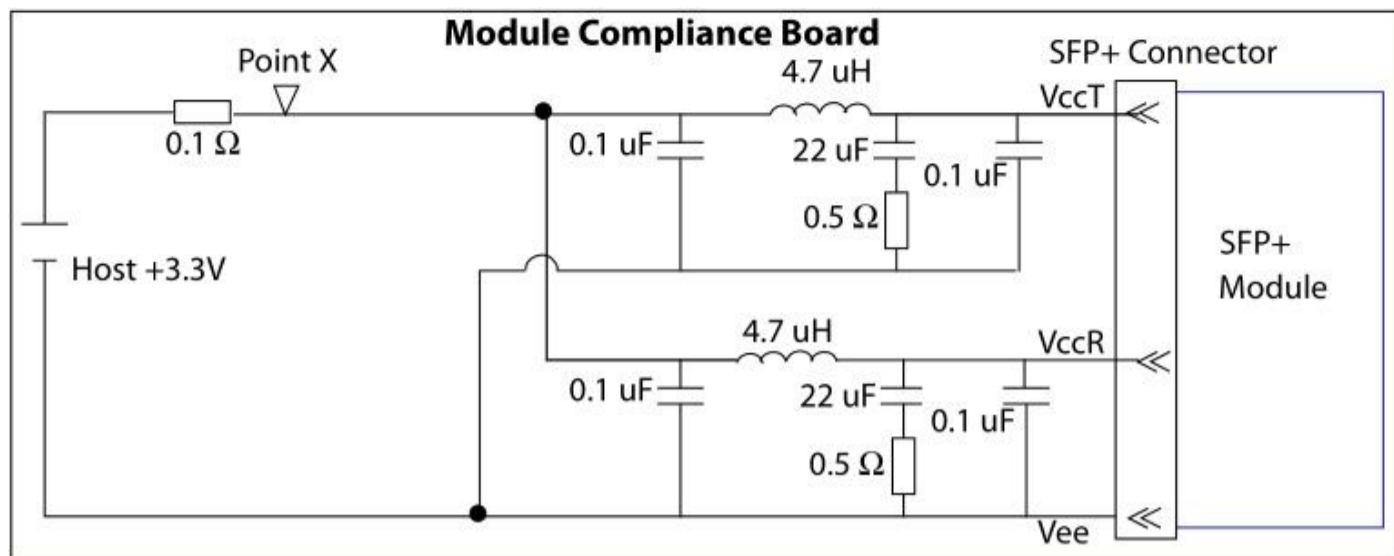 Module Compliance Board
Point X
4.7 uH
SFP+ Connector
VccT
0.1 Ω
0.1 uF
22 uF
0.1 uF
0.5 Ω
Host +3.3V
SFP+
Module
4.7 uH
VccR
0.1 uF
22 uF
0.1 uF
0.5 Ω
Vee